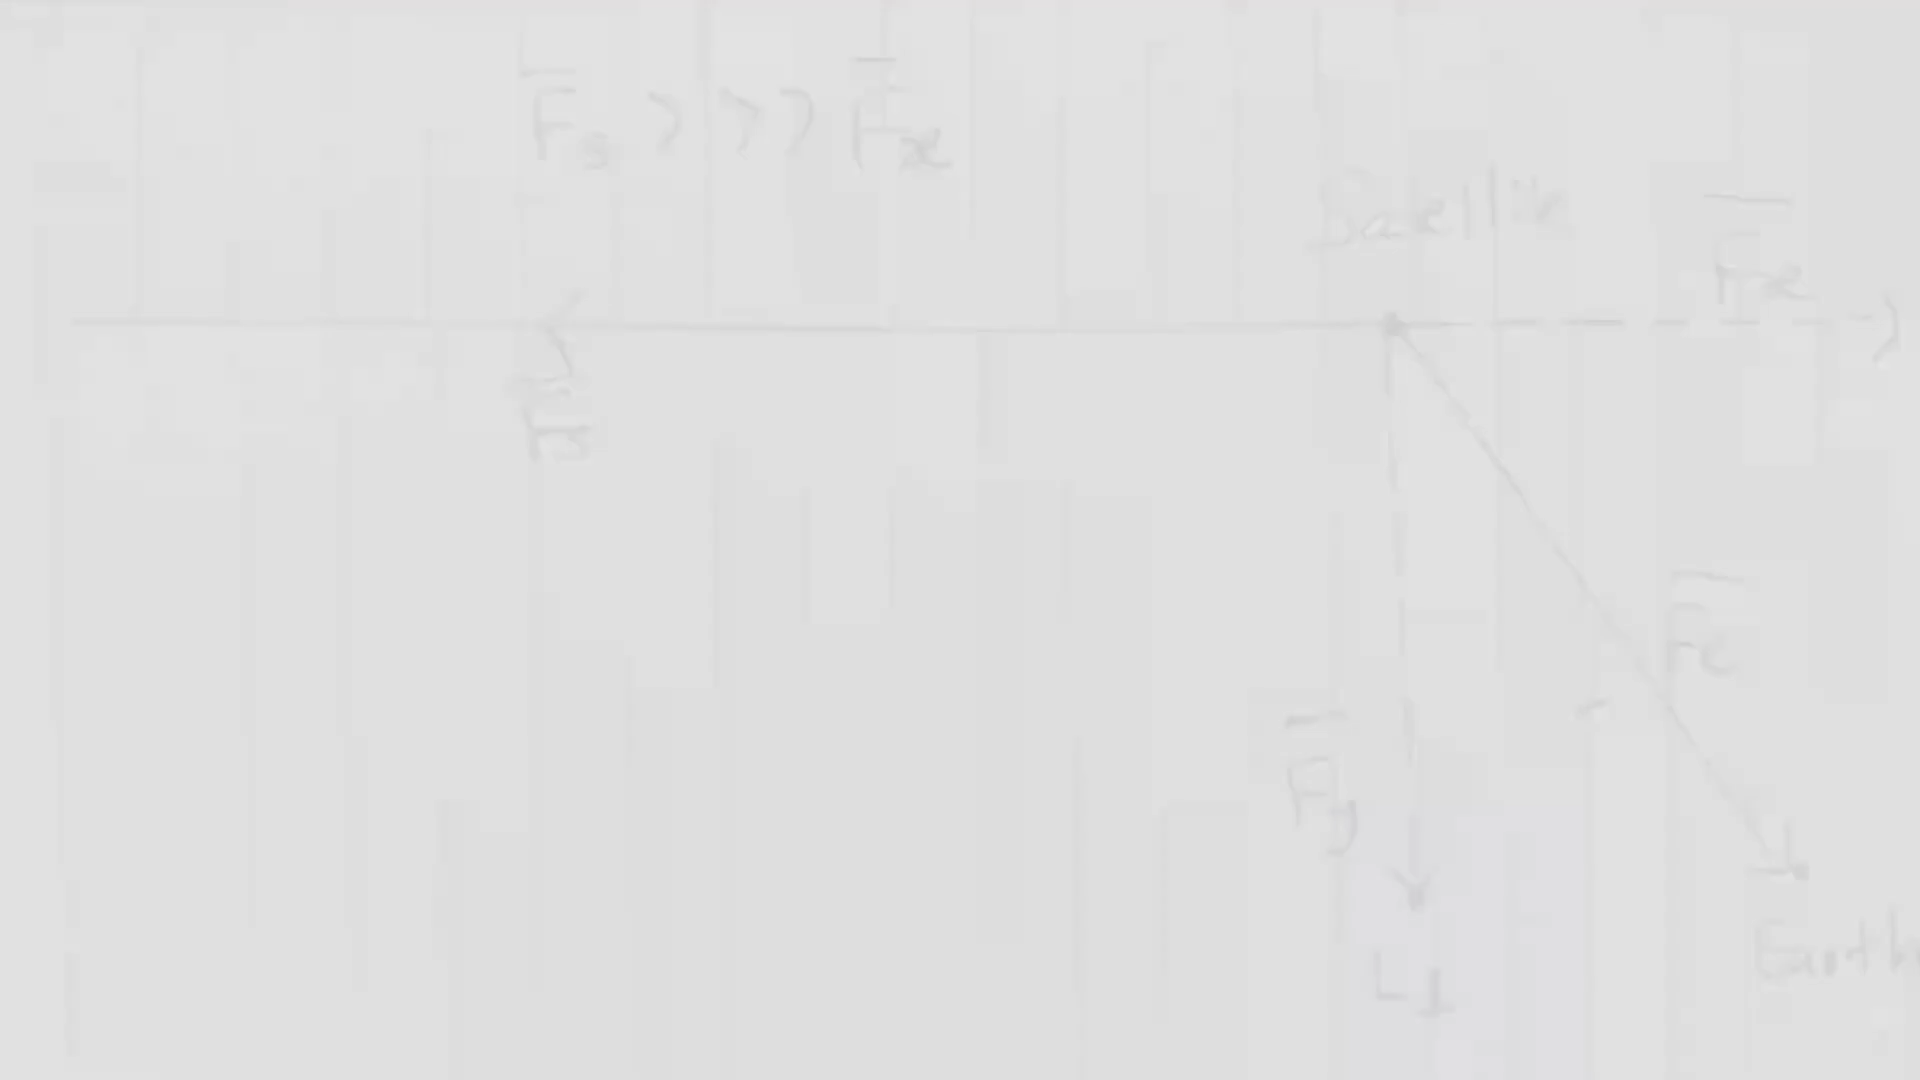 F̅s >>> F̅x
Satellite
F̅x
F̅s
F̅e
F̅y
Earth
L1